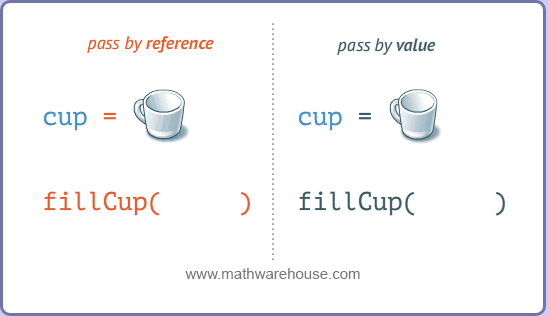 pass by reference
cup =
fillCup( )
pass by value
cup =
fillCup( )
www.mathwarehouse.com